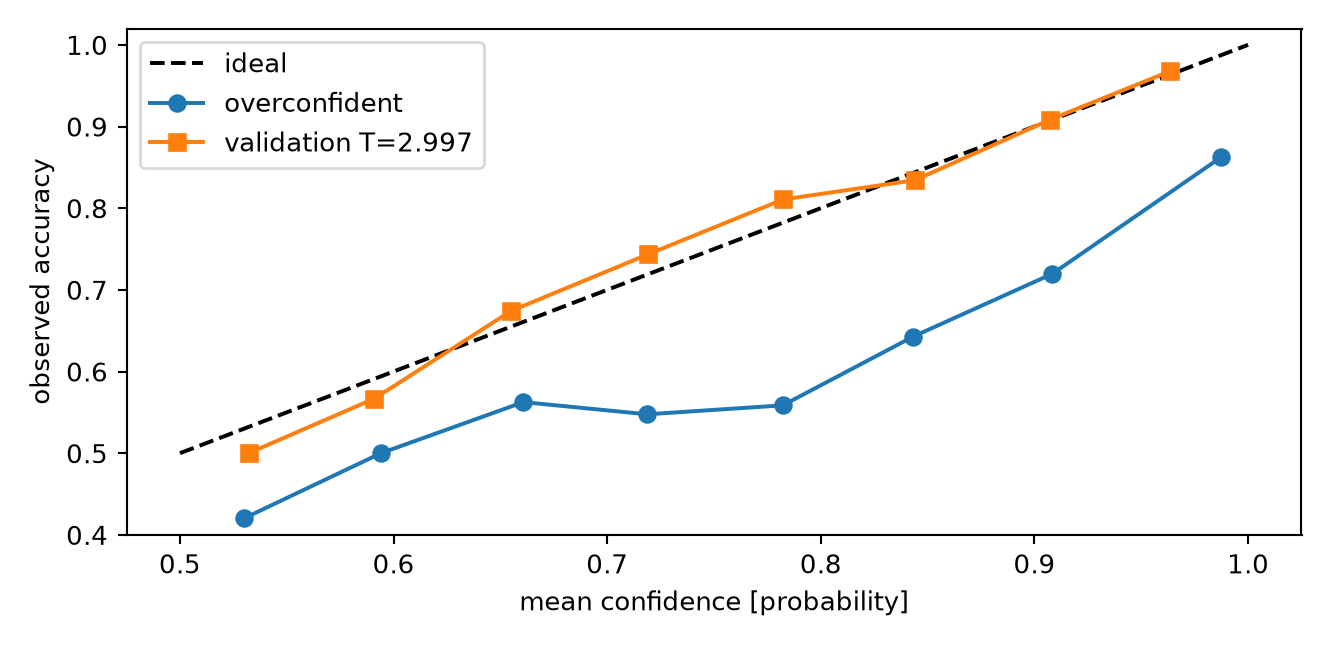 1.0
0.9
0.8
0.7
0.6
0.5
0.4
observed accuracy
ideal
overconfident
validation T=2.997
0.5 0.6 0.7 0.8 0.9 1.0
mean confidence [probability]